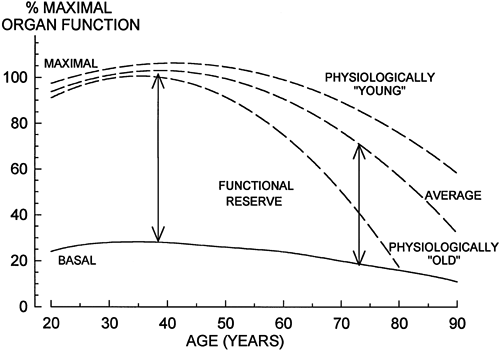 % MAXIMAL
ORGAN FUNCTION
MAXIMAL
PHYSIOLOGICALLY
"YOUNG"
100
80
60
40
20
0
FUNCTIONAL
RESERVE
AVERAGE
PHYSIOLOGICALLY
"OLD"
BASAL
20 30 40 50 60 70 80 90
AGE (YEARS)